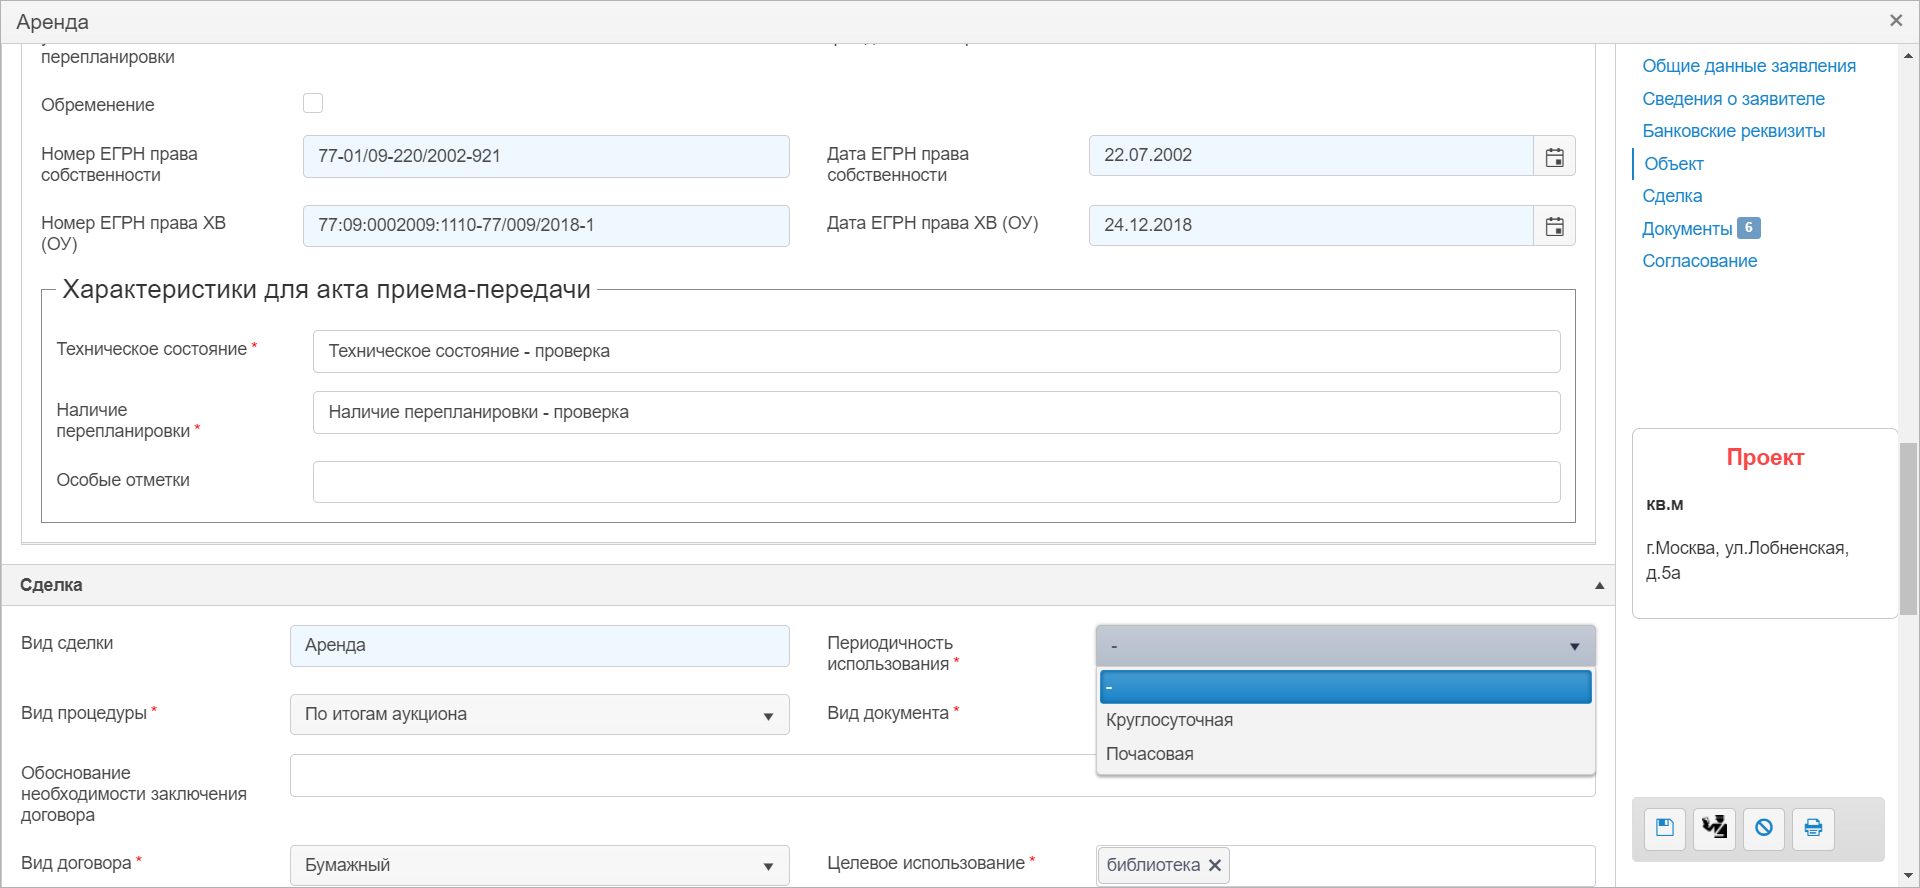 Аренда
перепланировки
Обременение
Номер ЕГРН права
собственности
77-01/09-220/2002-921
Дата ЕГРН права
собственности
22.07.2002
Номер ЕГРН права ХВ
(ОУ)
77:09:0002009:1110-77/009/2018-1
Дата ЕГРН права ХВ (ОУ)
24.12.2018
Характеристики для акта приема-передачи
Техническое состояние *
Техническое состояние - проверка
Наличие
перепланировки *
Наличие перепланировки - проверка
Особые отметки
Сделка
Вид сделки
Аренда
Периодичность
использования *
-
-
Круглосуточная
Почасовая
Вид процедуры *
По итогам аукциона
Вид документа *
Обоснование
необходимости заключения
договора
Вид договора *
Бумажный
Целевое использование *
библиотека
Общие данные заявления
Сведения о заявителе
Банковские реквизиты
Объект
Сделка
Документы 6
Согласование
Проект
кв.м
г.Москва, ул.Лобненская,
д.5а